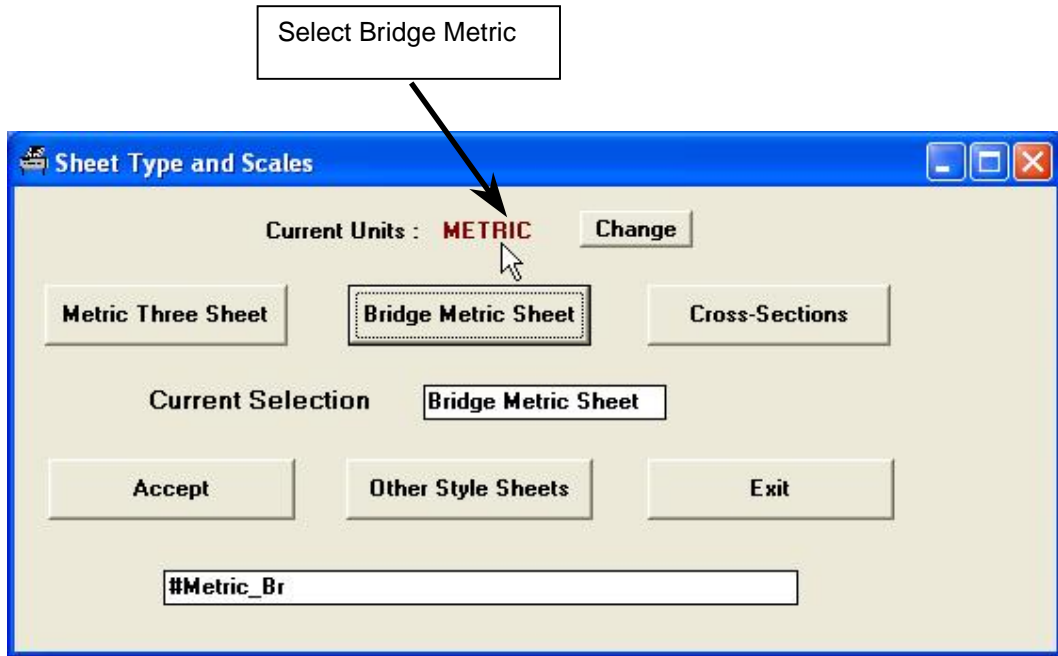 Select Bridge Metric
Sheet Type and Scales
Current Units : METRIC Change
Metric Three Sheet Bridge Metric Sheet Cross-Sections
Current Selection Bridge Metric Sheet
Accept Other Style Sheets Exit
#Metric_Br